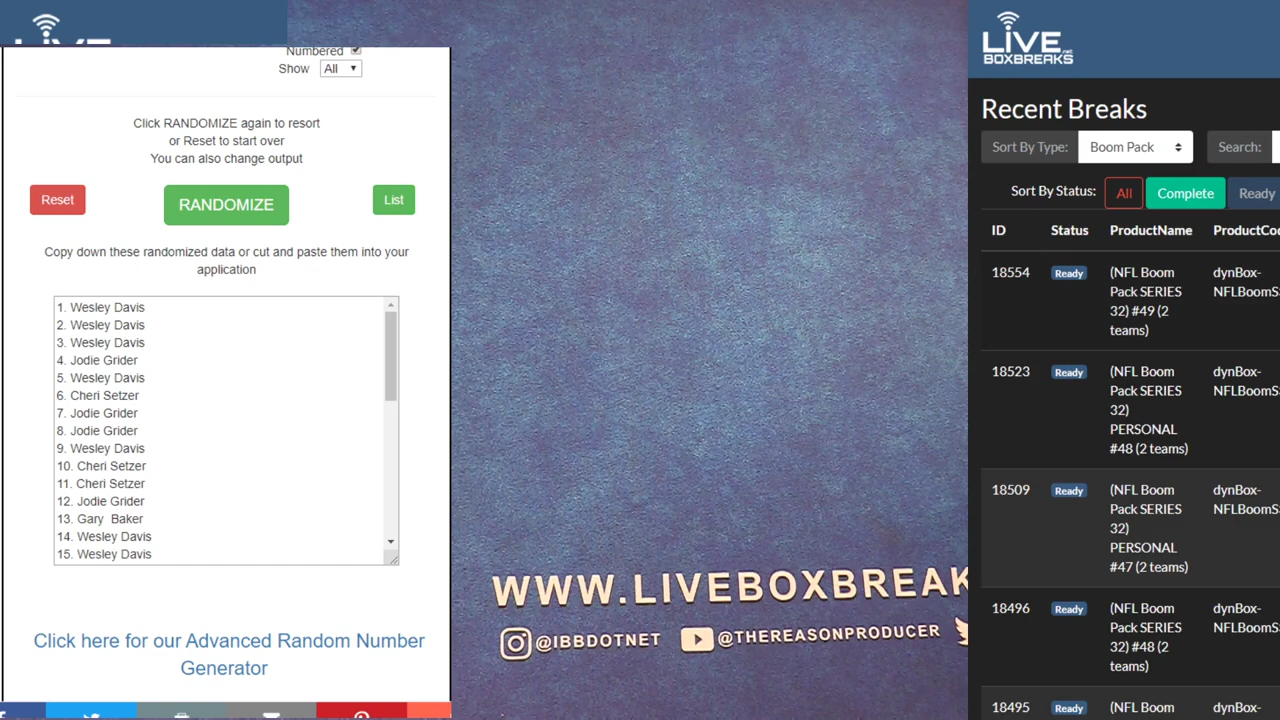 Numbered
Show All
Click RANDOMIZE again to resort
or Reset to start over
You can also change output
Reset
RANDOMIZE
List
Copy down these randomized data or cut and paste them into your
application
1. Wesley Davis
2. Wesley Davis
3. Wesley Davis
4. Jodie Grider
5. Wesley Davis
6. Cheri Setzer
7. Jodie Grider
8. Jodie Grider
9. Wesley Davis
10. Cheri Setzer
11. Cheri Setzer
12. Jodie Grider
13. Gary  Baker
14. Wesley Davis
15. Wesley Davis
Click here for our Advanced Random Number
Generator
WWW.LIVEBOXBREAK
@IBBDOTNET
@THEREASONPRODUCER
LIVE.net
BOXBREAKS
Recent Breaks
Sort By Type: Boom Pack Search:
Sort By Status: All Complete Ready
ID Status ProductName ProductCo
18554 Ready (NFL Boom dynBox-
Pack SERIES NFLBoomS
32) #49 (2
teams)
18523 Ready (NFL Boom dynBox-
Pack SERIES NFLBoomS
32)
PERSONAL
#48 (2 teams)
18509 Ready (NFL Boom dynBox-
Pack SERIES NFLBoomS
32)
PERSONAL
#47 (2 teams)
18496 Ready (NFL Boom dynBox-
Pack SERIES NFLBoomS
32) #48 (2
teams)
18495 Ready (NFL Boom dynBox-